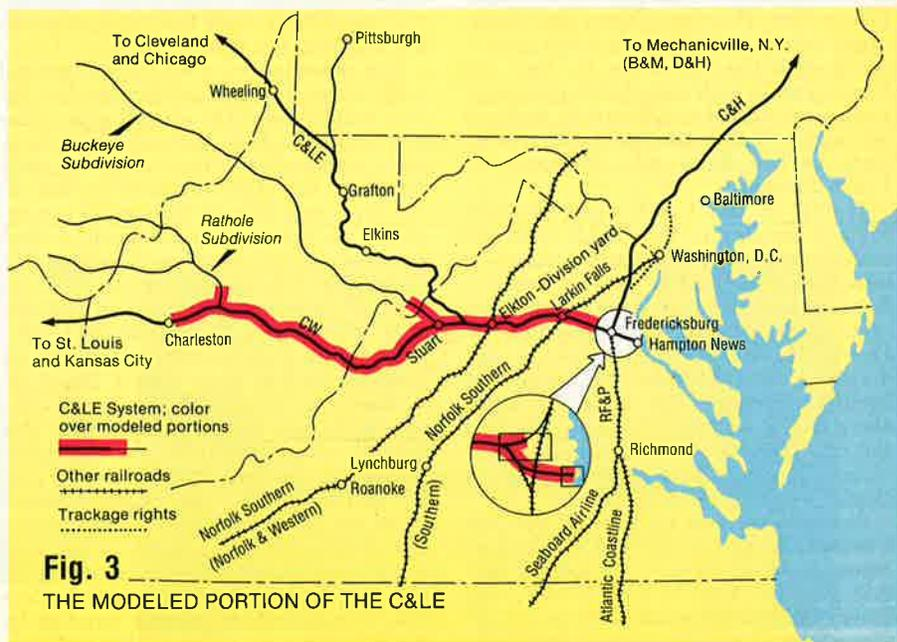 To Cleveland
and Chicago
Pittsburgh
To Mechanicville, N.Y.
(B&M, D&H)
Wheeling
C&LE
C&H
Buckeye
Subdivision
Grafton
Baltimore
Rathole
Subdivision
Elkins
Washington, D.C.
Elkton-Division yard
Larkin Falls
CW
Stuart
Fredericksburg
Hampton News
Charleston
To St. Louis
and Kansas City
Norfolk Southern
RF&P
C&LE System; color
over modeled portions
Other railroads
Trackage rights
Lynchburg
Roanoke
Richmond
Norfolk Southern
(Norfolk & Western)
(Southern)
Seaboard Airline
Atlantic Coastline
Fig. 3
THE MODELED PORTION OF THE C&LE